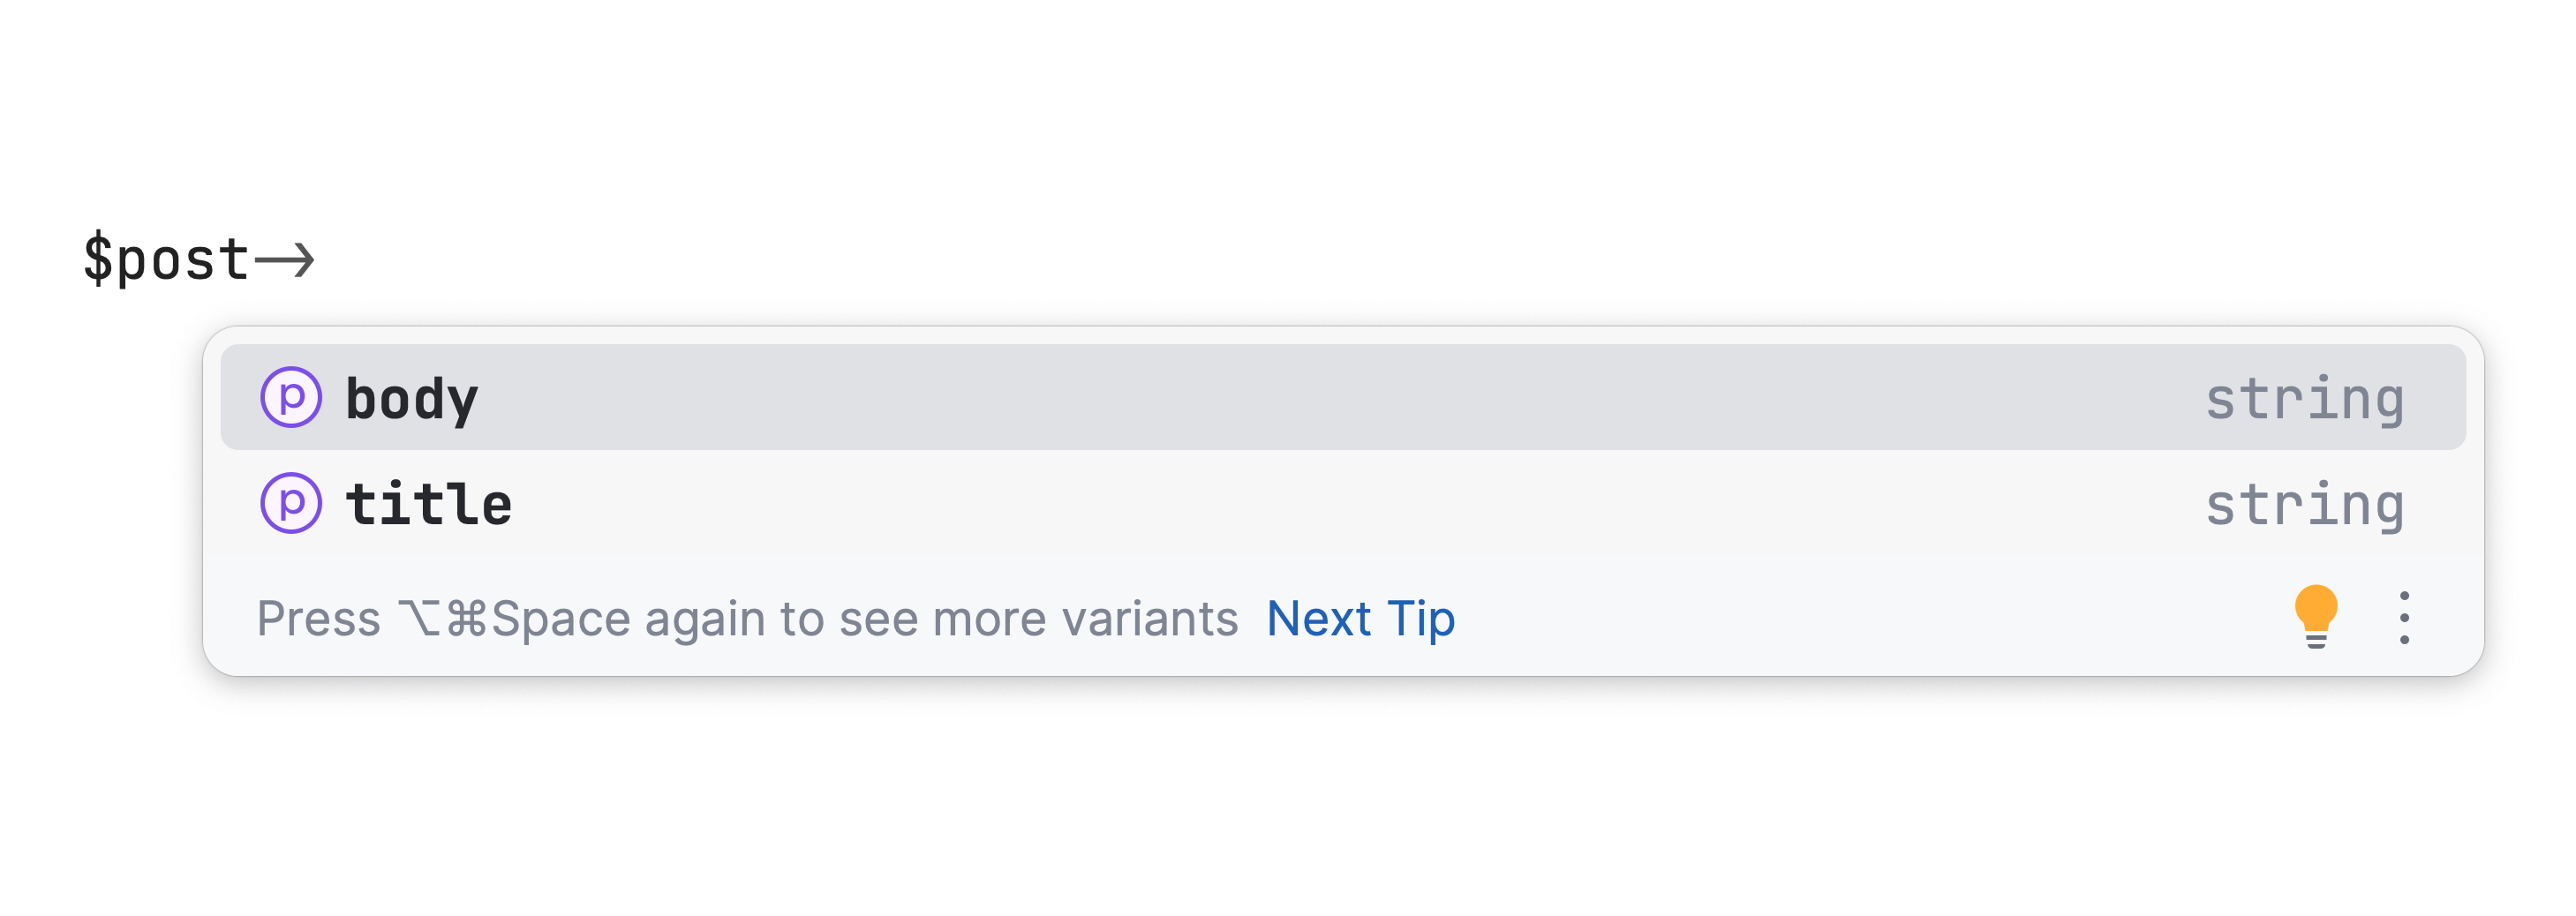 $post->
p body string
p title string
Press ⌥⌘Space again to see more variants Next Tip